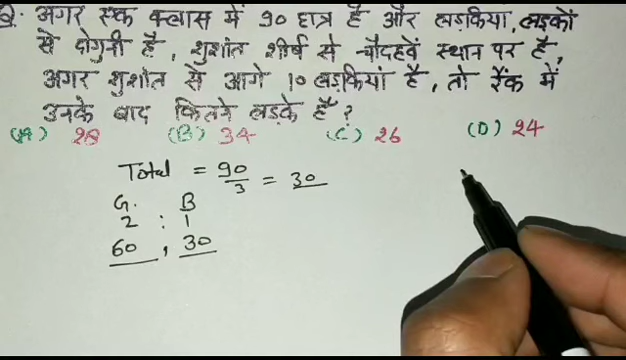 Q. अगर एक क्लास में 90 छात्र है और लड़कियां, लड़कों
से दोगुनी है, शुशांत शीर्ष से चौदहवें स्थान पर है,
अगर शुशांत से आगे 10 लड़कियां है, तो रैंक में
उनके बाद कितने लड़के है?
(A) 28 (B) 34 (C) 26 (D) 24
Total = 90/3 = 30
G. B
2 : 1
60 , 30